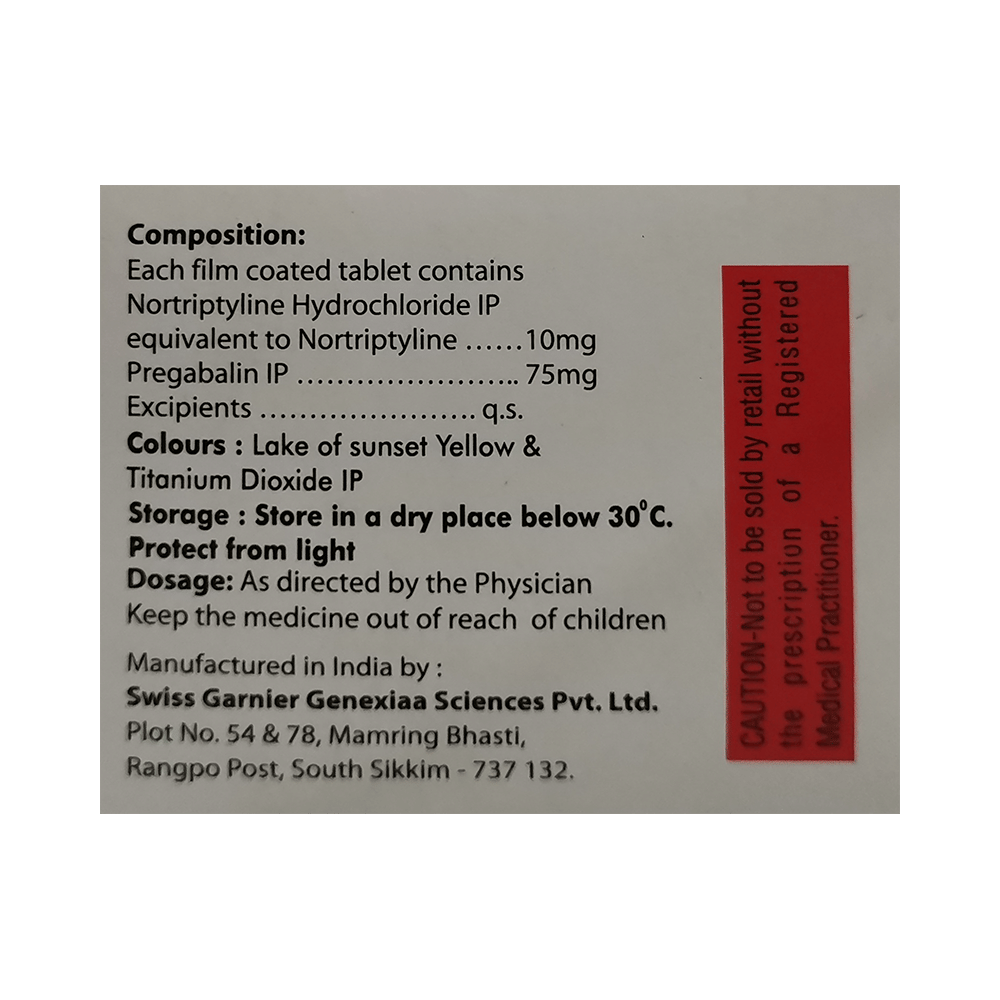 Composition:
Each film coated tablet contains
Nortriptyline Hydrochloride IP
equivalent to Nortriptyline ......10mg
Pregabalin IP ........................ 75mg
Excipients ....................... q.s.
Colours : Lake of sunset Yellow &
Titanium Dioxide IP
Storage : Store in a dry place below 30⁰C.
Protect from light
Dosage: As directed by the Physician
Keep the medicine out of reach of children
Manufactured in India by :
Swiss Garnier Genexiaa Sciences Pvt. Ltd.
Plot No. 54 & 78, Mamring Bhasti,
Rangpo Post, South Sikkim - 737 132.
CAUTION-Not to be sold by retail without
the prescription of a Registered
Medical Practitioner.